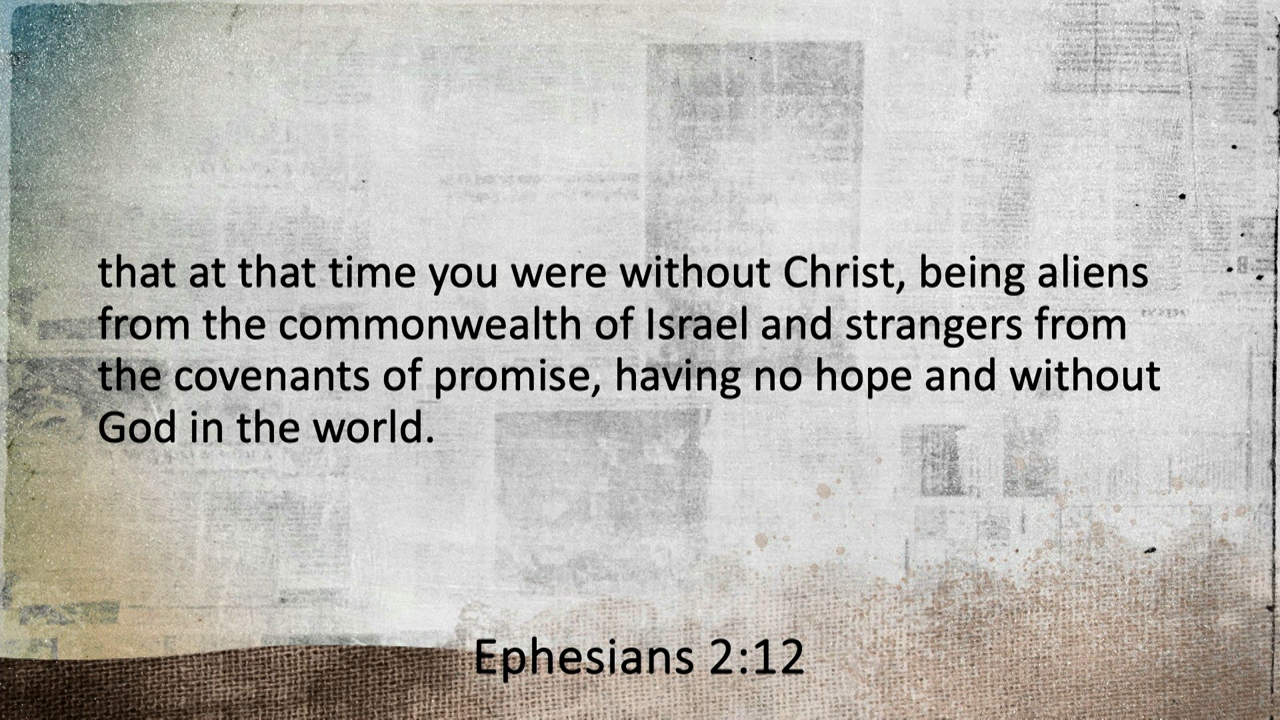 that at that time you were without Christ, being aliens
from the commonwealth of Israel and strangers from
the covenants of promise, having no hope and without
God in the world.
Ephesians 2:12